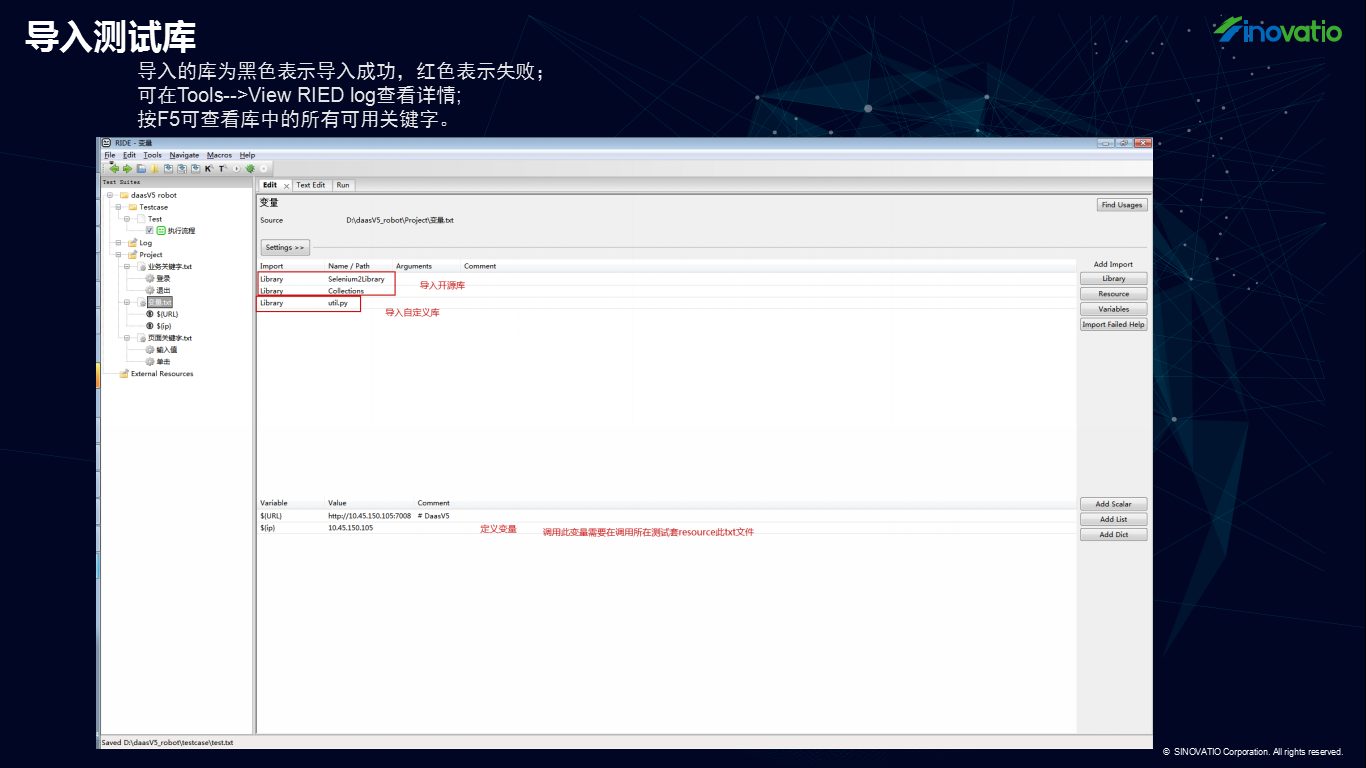 导入测试库
Sinovatio
导入的库为黑色表示导入成功，红色表示失败；
可在Tools-->View RIED log查看详情;
按F5可查看库中的所有可用关键字。
RIDE - 变量
File Edit Tools Navigate Macros Help
Test Suites
daasV5 robot
Testcase
Test
执行流程
Log
Project
业务关键字.txt
登录
退出
变量.txt
${URL}
${ip}
页面关键字.txt
输入值
单击
External Resources
Edit Text Edit Run
变量
Find Usages
Source D:\daasV5_robot\Project\变量.txt
Settings >>
Import Name / Path Arguments Comment
Library Selenium2Library
Library Collections
导入开源库
Library util.py
导入自定义库
Add Import
Library
Resource
Variables
Import Failed Help
Variable Value Comment
${URL} http://10.45.150.105:7008 # DaasV5
${ip} 10.45.150.105
定义变量 调用此变量需要在调用所在测试套resource此txt文件
Add Scalar
Add List
Add Dict
Saved D:\daasV5_robot\testcase\test.txt
© SINOVATIO Corporation. All rights reserved.